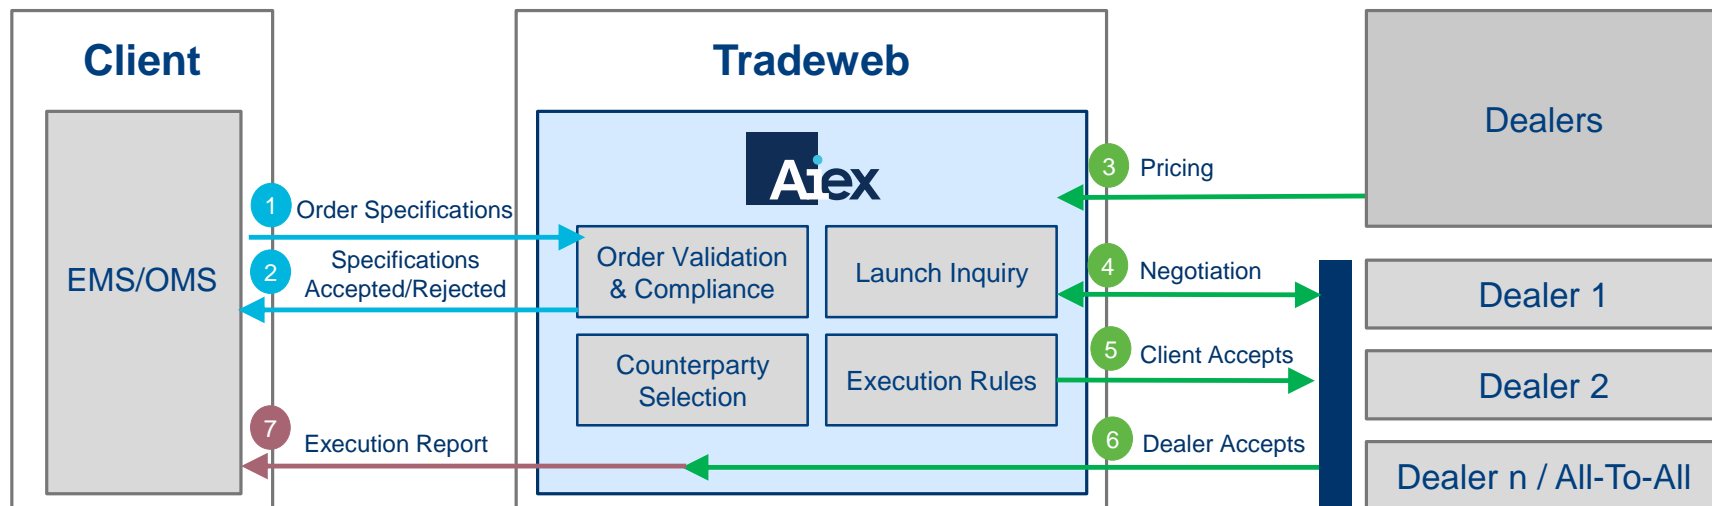 Client
Tradeweb
Dealers
EMS/OMS
Aiex
1
Order Specifications
2
Specifications
Accepted/Rejected
Order Validation
& Compliance
Launch Inquiry
Counterparty
Selection
Execution Rules
3
Pricing
4
Negotiation
5
Client Accepts
6
Dealer Accepts
7
Execution Report
Dealer 1
Dealer 2
Dealer n / All-To-All